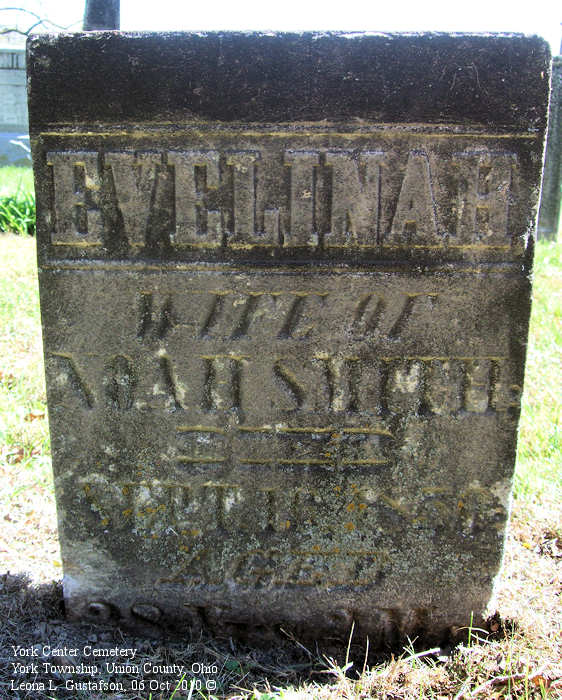 EVELINAH
WIFE OF
NOAH SMITH
DIED
SEPT.
AGED
York Center Cemetery
York Township, Union County, Ohio
Leona L. Gustafson, 06 Oct 2010 ©